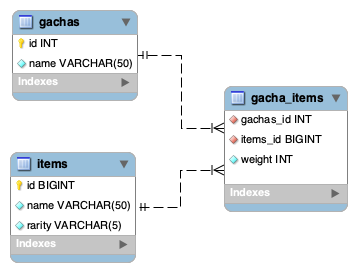 gachas
id INT
name VARCHAR(50)
Indexes
items
id BIGINT
name VARCHAR(50)
rarity VARCHAR(5)
Indexes
gacha_items
gachas_id INT
items_id BIGINT
weight INT
Indexes